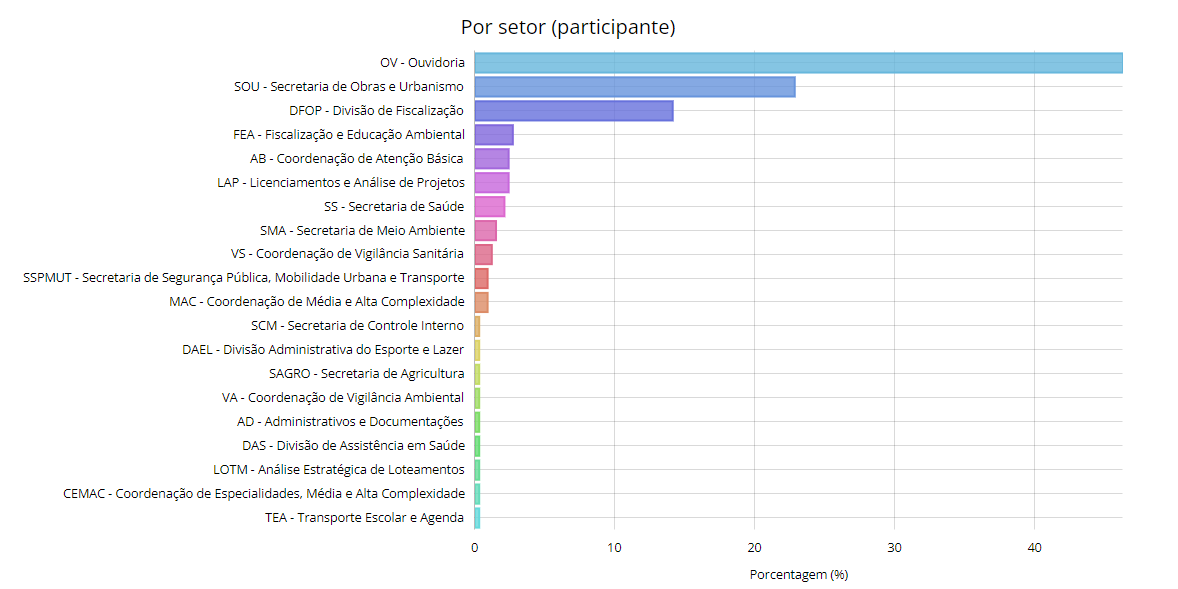 Por setor (participante)
OV - Ouvidoria
SOU - Secretaria de Obras e Urbanismo
DFOP - Divisão de Fiscalização
FEA - Fiscalização e Educação Ambiental
AB - Coordenação de Atenção Básica
LAP - Licenciamentos e Análise de Projetos
SS - Secretaria de Saúde
SMA - Secretaria de Meio Ambiente
VS - Coordenação de Vigilância Sanitária
SSPMUT - Secretaria de Segurança Pública, Mobilidade Urbana e Transporte
MAC - Coordenação de Média e Alta Complexidade
SCM - Secretaria de Controle Interno
DAEL - Divisão Administrativa do Esporte e Lazer
SAGRO - Secretaria de Agricultura
VA - Coordenação de Vigilância Ambiental
AD - Administrativos e Documentações
DAS - Divisão de Assistência em Saúde
LOTM - Análise Estratégica de Loteamentos
CEMAC - Coordenação de Especialidades, Média e Alta Complexidade
TEA - Transporte Escolar e Agenda
0 10 20 30 40
Porcentagem (%)